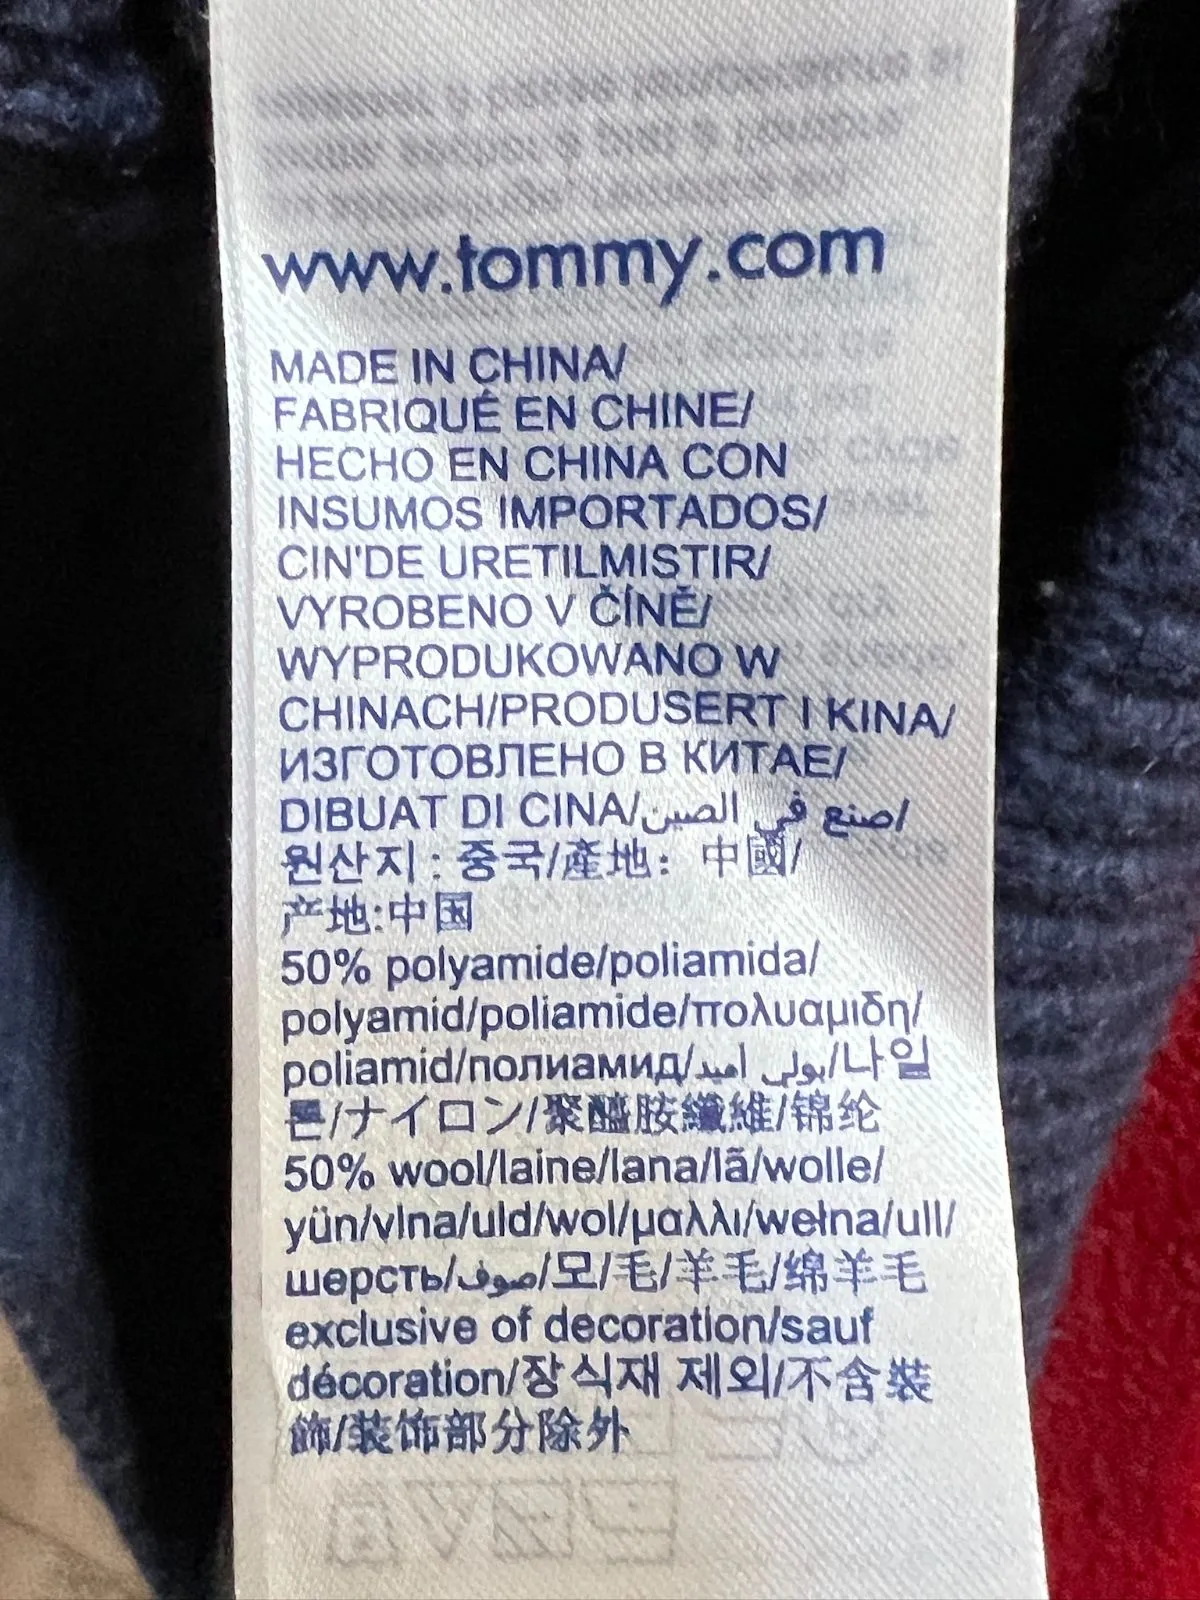 www.tommy.com
MADE IN CHINA/
FABRIQUÉ EN CHINE/
HECHO EN CHINA CON
INSUMOS IMPORTADOS/
CIN'DE URETILMISTIR/
VYROBENO V ČÍNĚ/
WYPRODUKOWANO W
CHINACH/PRODUSERT I KINA/
ИЗГОТОВЛЕНО В КИТАЕ/
DIBUAT DI CINA/صنع في الصين/
원산지 : 중국/產地： 中國/
产地:中国
50% polyamide/poliamida/
polyamid/poliamide/πολυαμιδη/
poliamid/полиамид/بولي أميد/나일
론/ナイロン/聚醯胺纖維/锦纶
50% wool/laine/lana/lã/wolle/
yün/vlna/uld/wol/μαλλι/wełna/ull/
шерсть/صوف/모/毛/羊毛/绵羊毛
exclusive of decoration/sauf
décoration/장식재 제외/不含裝
飾/装饰部分除外